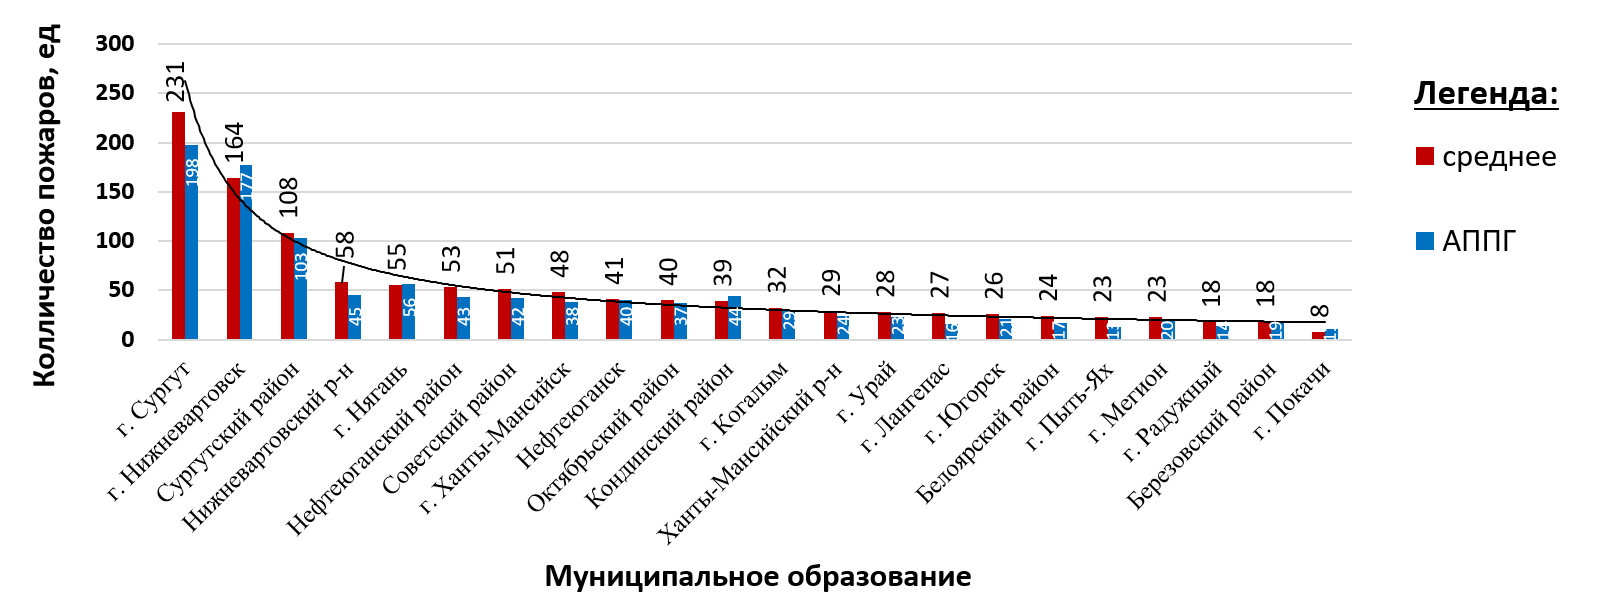 Колличество пожаров, ед
300
250
200
150
100
50
0
231
164
108
58
55
53
51
48
41
40
39
32
29
28
27
26
24
23
23
18
18
8
198
177
103
45
56
43
42
38
40
37
44
29
24
23
16
21
17
13
20
14
19
11
г. Сургут
г. Нижневартовск
Сургутский район
Нижневартовский р-н
г. Нягань
Нефтеюганский район
Советский район
г. Ханты-Мансийск
Нефтеюганск
Октябрьский район
Кондинский район
г. Когалым
Ханты-Мансийский р-н
г. Урай
г. Лангепас
г. Югорск
Белоярский район
г. Пыть-Ях
г. Мегион
г. Радужный
Березовский район
г. Покачи
Муниципальное образование
Легенда:
среднее
АППГ